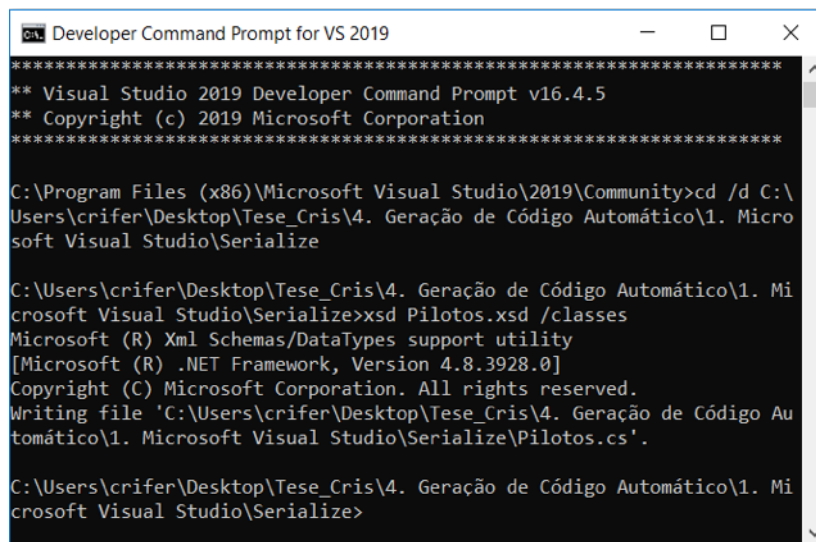 Developer Command Prompt for VS 2019
**********************************************************************
** Visual Studio 2019 Developer Command Prompt v16.4.5
** Copyright (c) 2019 Microsoft Corporation
**********************************************************************
C:\Program Files (x86)\Microsoft Visual Studio\2019\Community>cd /d C:\
Users\crifer\Desktop\Tese_Cris\4. Geração de Código Automático\1. Micro
soft Visual Studio\Serialize
C:\Users\crifer\Desktop\Tese_Cris\4. Geração de Código Automático\1. Mi
crosoft Visual Studio\Serialize>xsd Pilotos.xsd /classes
Microsoft (R) Xml Schemas/DataTypes support utility
[Microsoft (R) .NET Framework, Version 4.8.3928.0]
Copyright (C) Microsoft Corporation. All rights reserved.
Writing file 'C:\Users\crifer\Desktop\Tese_Cris\4. Geração de Código Au
tomático\1. Microsoft Visual Studio\Serialize\Pilotos.cs'.
C:\Users\crifer\Desktop\Tese_Cris\4. Geração de Código Automático\1. Mi
crosoft Visual Studio\Serialize>